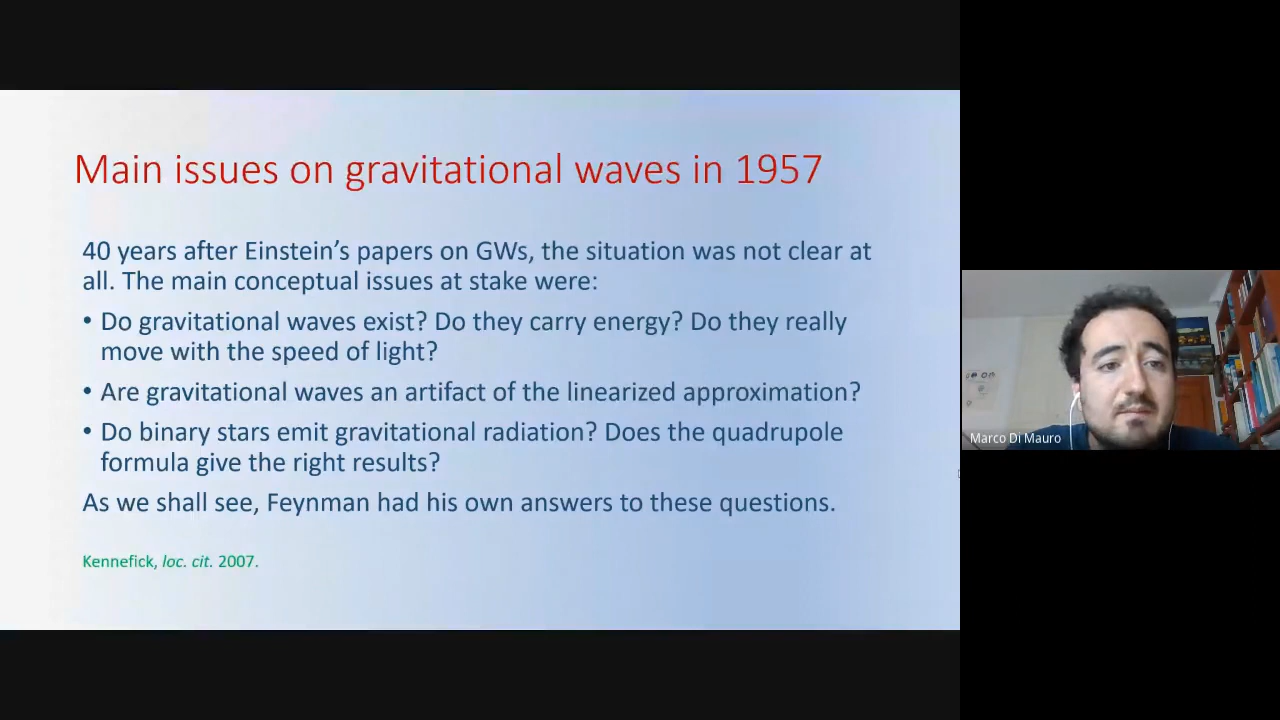 Main issues on gravitational waves in 1957
40 years after Einstein's papers on GWs, the situation was not clear at
all. The main conceptual issues at stake were:
• Do gravitational waves exist? Do they carry energy? Do they really
move with the speed of light?
• Are gravitational waves an artifact of the linearized approximation?
• Do binary stars emit gravitational radiation? Does the quadrupole
formula give the right results?
As we shall see, Feynman had his own answers to these questions.
Kennefick, loc. cit. 2007.
Marco Di Mauro